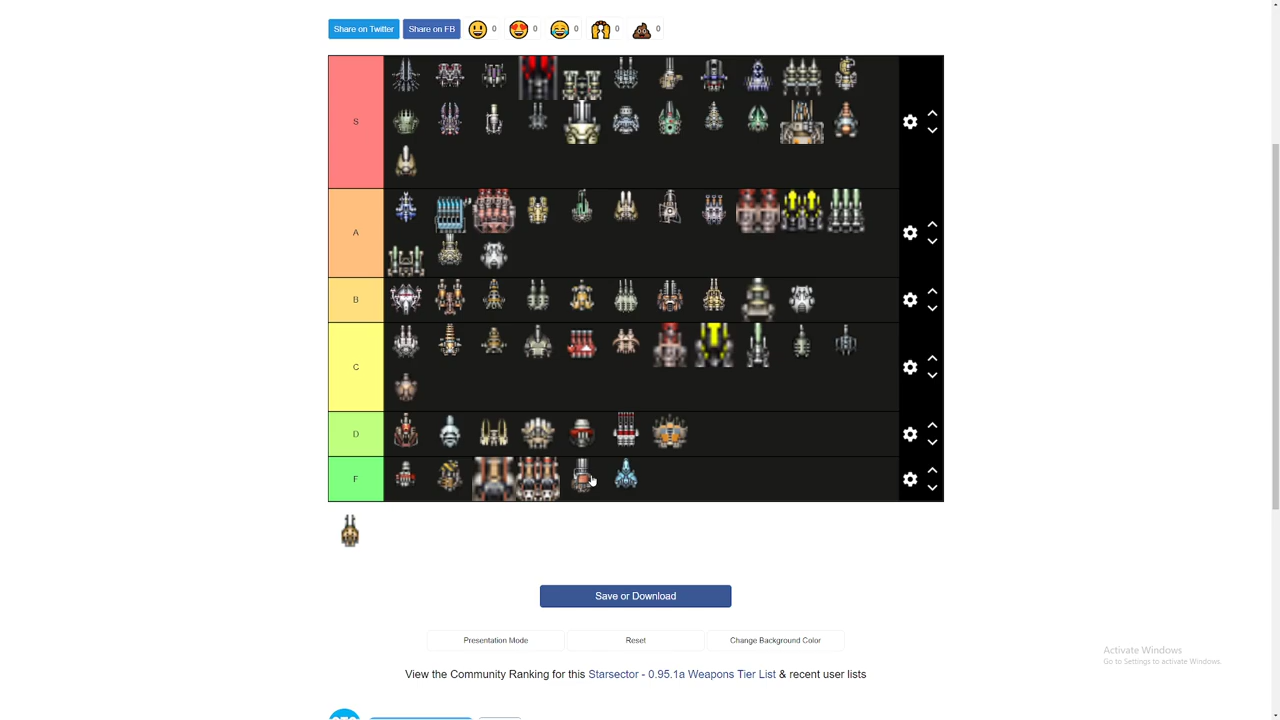 Share on Twitter Share on FB 0 0 0 0 0
S
A
B
C
D
F
Save or Download
Presentation Mode Reset Change Background Color
Activate Windows
Go to Settings to activate Windows.
View the Community Ranking for this Starsector - 0.95.1a Weapons Tier List & recent user lists